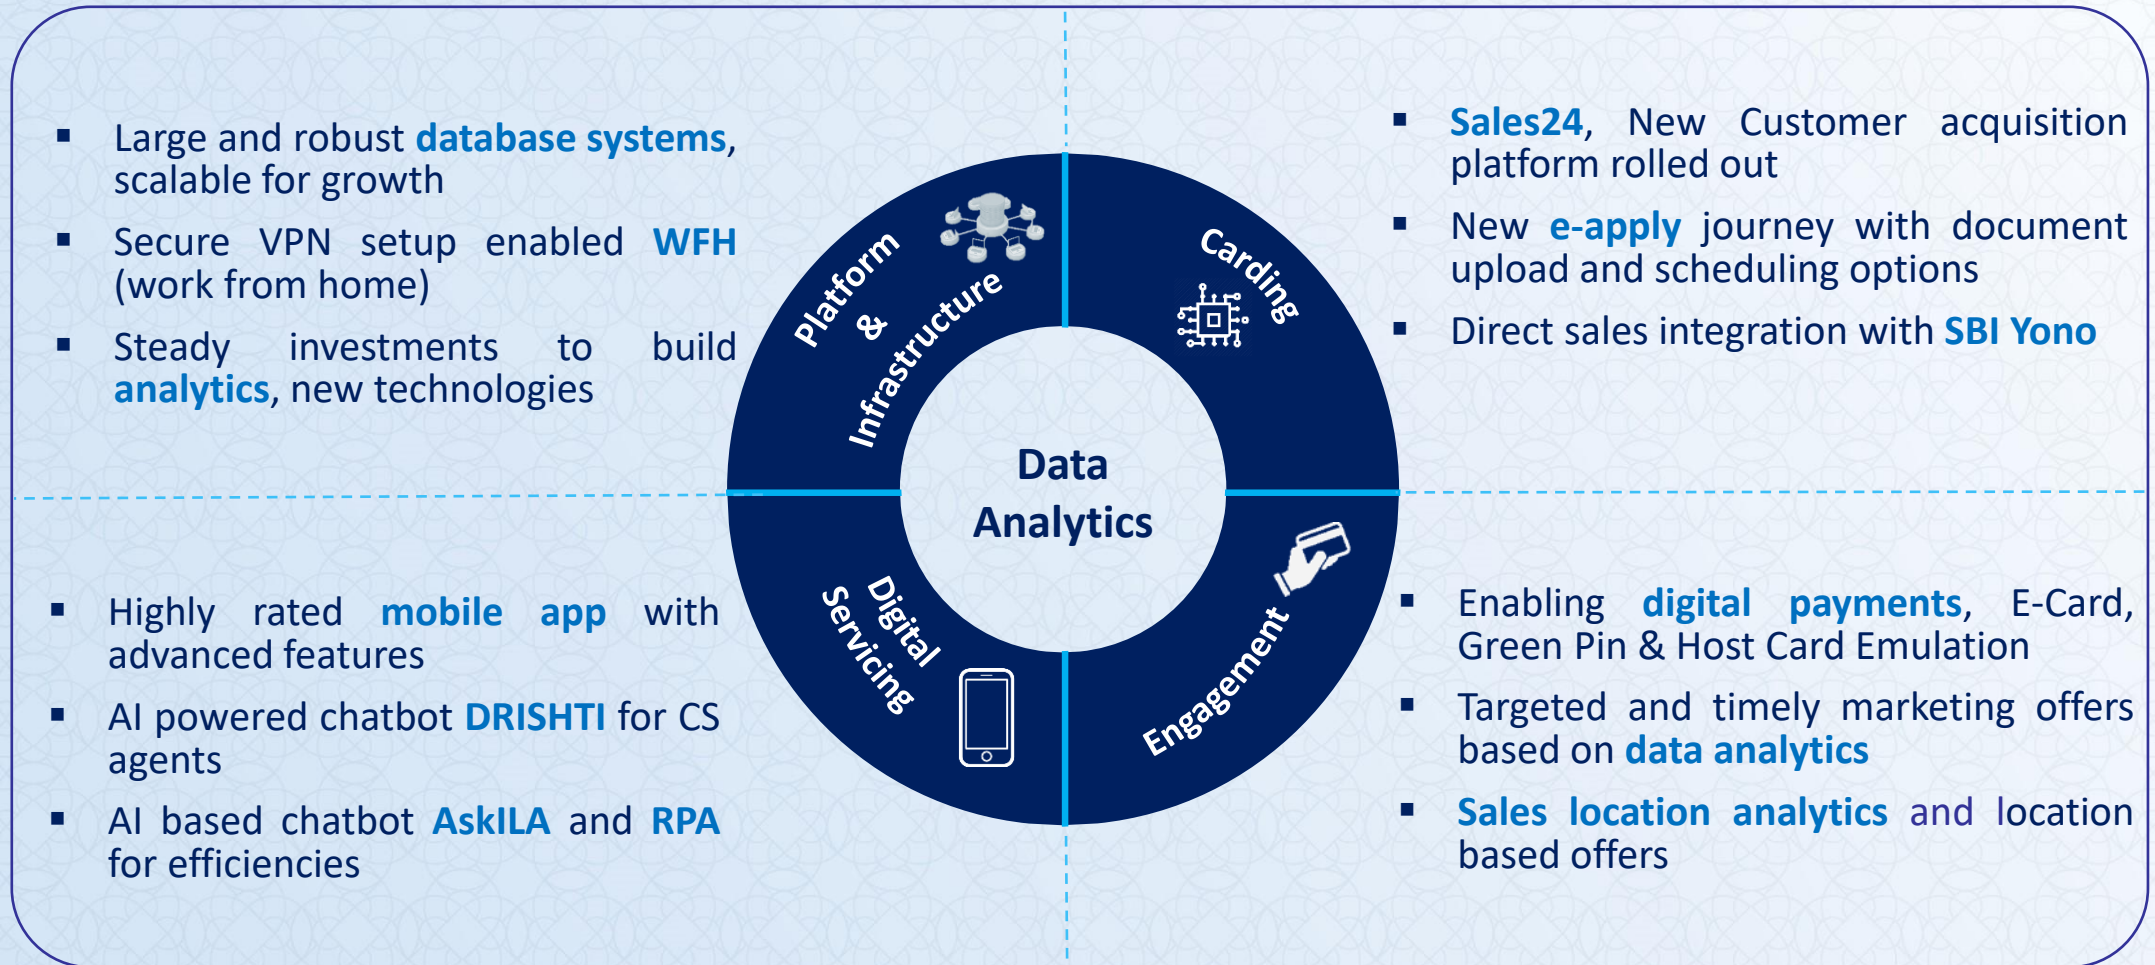 Large and robust database systems,
scalable for growth
Secure VPN setup enabled WFH
(work from home)
Steady investments to build
analytics, new technologies
Sales24, New Customer acquisition
platform rolled out
New e-apply journey with document
upload and scheduling options
Direct sales integration with SBI Yono
Platform
&
Infrastructure
Carding
Data
Analytics
Digital
Servicing
Engagement
Highly rated mobile app with
advanced features
AI powered chatbot DRISHTI for CS
agents
AI based chatbot AskILA and RPA
for efficiencies
Enabling digital payments, E-Card,
Green Pin & Host Card Emulation
Targeted and timely marketing offers
based on data analytics
Sales location analytics and location
based offers